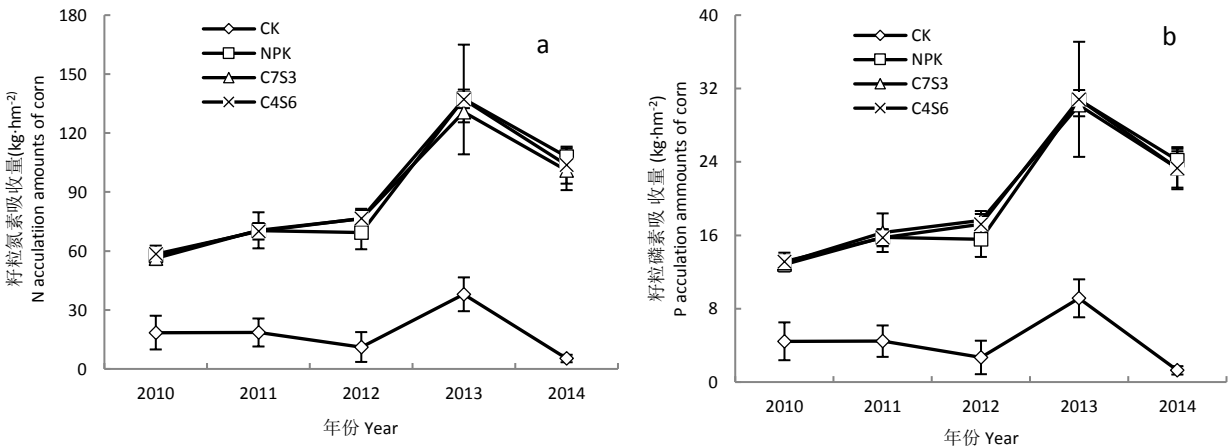 籽粒氮素吸收量(kg·hm⁻²)
N acculatiion amounts of corn
180
150
120
90
60
30
0
CK
NPK
C7S3
C4S6
a
2010 2011 2012 2013 2014
年份 Year
籽粒磷素吸 收量 (kg·hm⁻²)
P acculation ammounts of corn
40
32
24
16
8
0
CK
NPK
C7S3
C4S6
b
2010 2011 2012 2013 2014
年份 Year